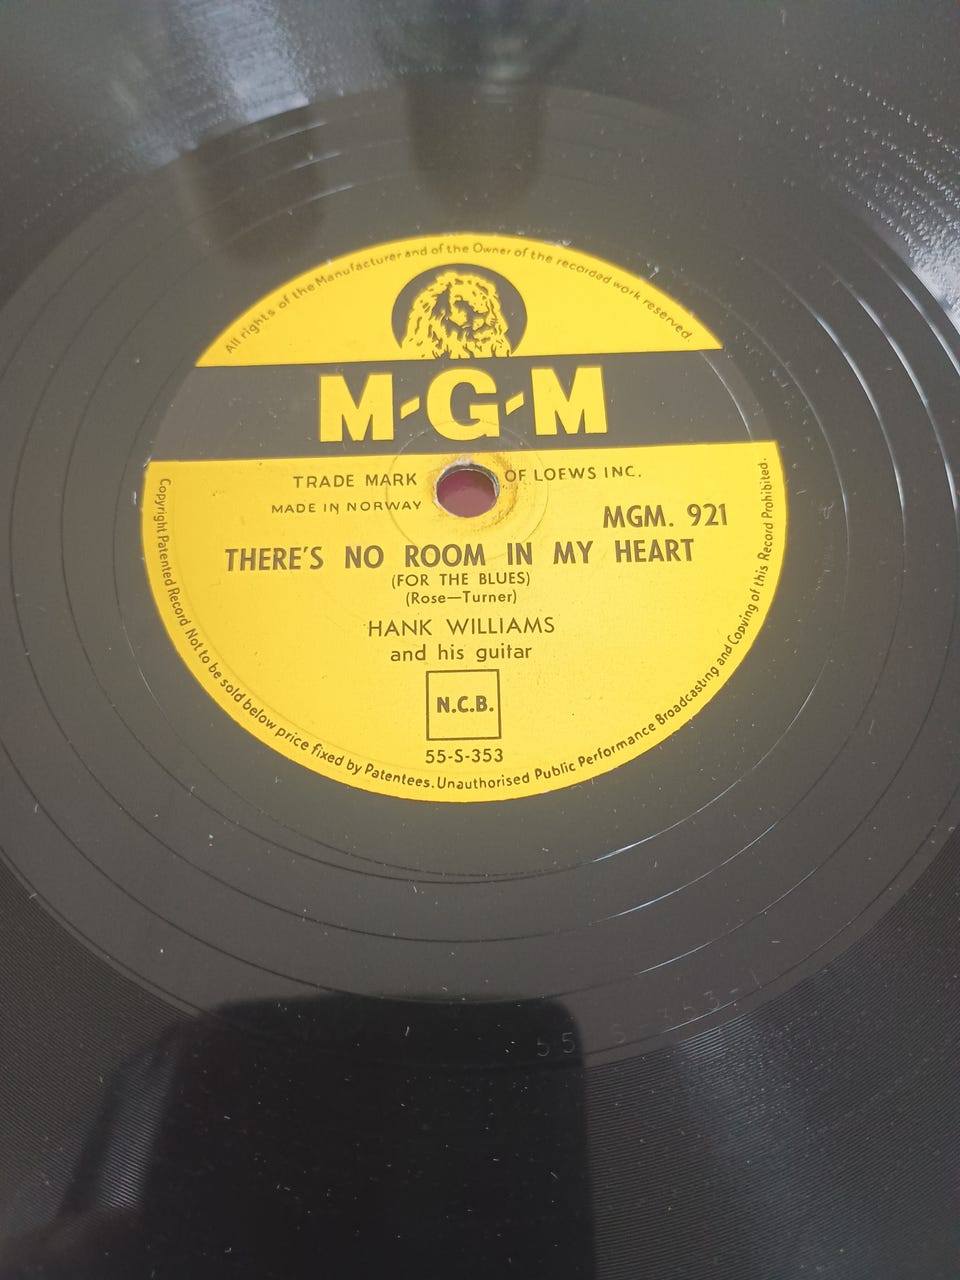 All rights of the Manufacturer and of the Owner of the recorded work reserved.
M-G-M
TRADE MARK OF LOEWS INC.
MADE IN NORWAY
MGM. 921
THERE'S NO ROOM IN MY HEART
(FOR THE BLUES)
(Rose—Turner)
HANK WILLIAMS
and his guitar
N.C.B.
55-S-353
Copyright Patented Record Not to be sold below price fixed by Patentees. Unauthorised Public Performance Broadcasting and Copying of this Record Prohibited.
55 S 353-1